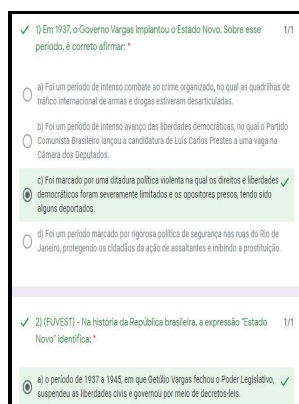 1) Em 1937, o Governo Vargas implantou o Estado Novo. Sobre esse 1/1
período, é correto afirmar: *
a) Foi um período de intenso combate ao crime organizado, no qual as quadrilhas de
tráfico internacional de armas e drogas estiveram desarticuladas.
b) Foi um período de intenso avanço das liberdades democráticas, no qual o Partido
Comunista Brasileiro lançou a candidatura de Luís Carlos Prestes a uma vaga na
Câmara dos Deputados.
c) Foi marcado por uma ditadura política violenta na qual os direitos e liberdades
democráticos foram severamente limitados e os opositores presos, tendo sido
alguns deportados.
d) Foi um período marcado por rigorosa política de segurança nas ruas do Rio de
Janeiro, protegendo os cidadãos da ação de assaltantes e inibindo a prostituição.
2) (FUVEST) - Na história da República brasileira, a expressão "Estado 1/1
Novo" identifica: *
a) o período de 1937 a 1945, em que Getúlio Vargas fechou o Poder Legislativo,
suspendeu as liberdades civis e governou por meio de decretos-leis.